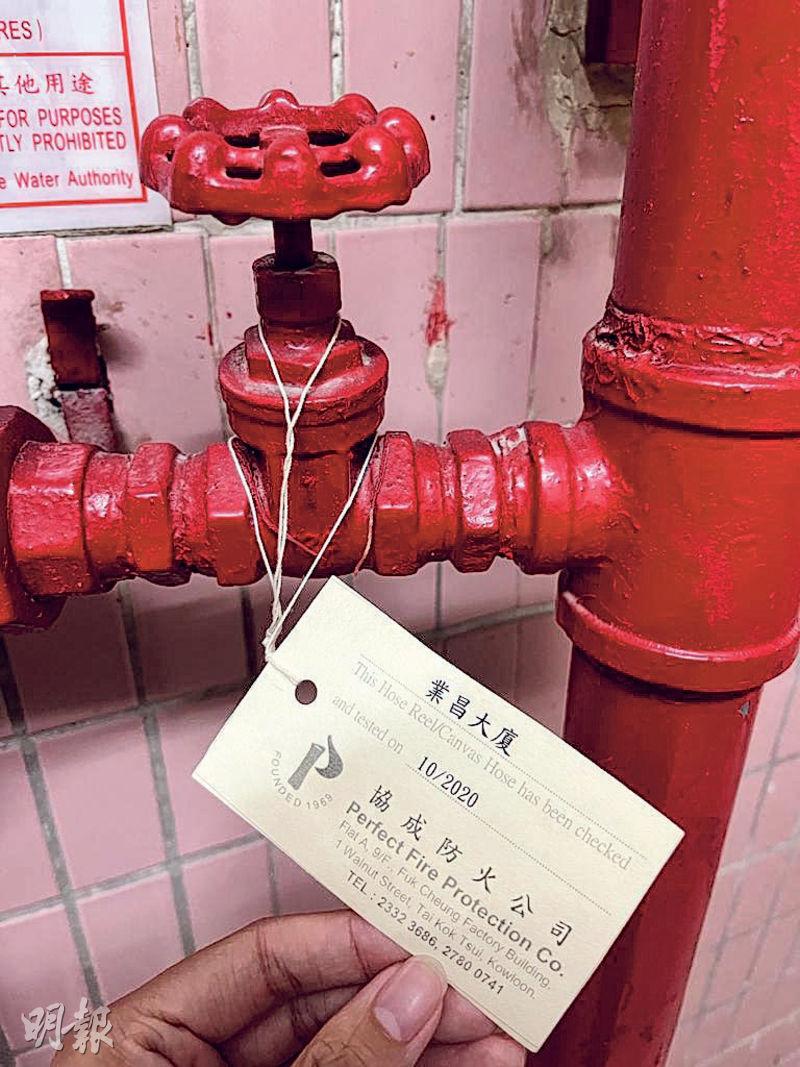 RES)
其他用途
FOR PURPOSES
TLY PROHIBITED
e Water Authority
業昌大廈
This Hose Reel/Canvas Hose has been checked
and tested on 10/2020
P
FOUNDED 1969
協成防火公司
Perfect Fire Protection Co.
Flat A, 9/F., Fuk Cheung Factory Building,
1 Walnut Street, Tai Kok Tsui, Kowloon.
TEL : 2332 3686, 2780 0741
明報